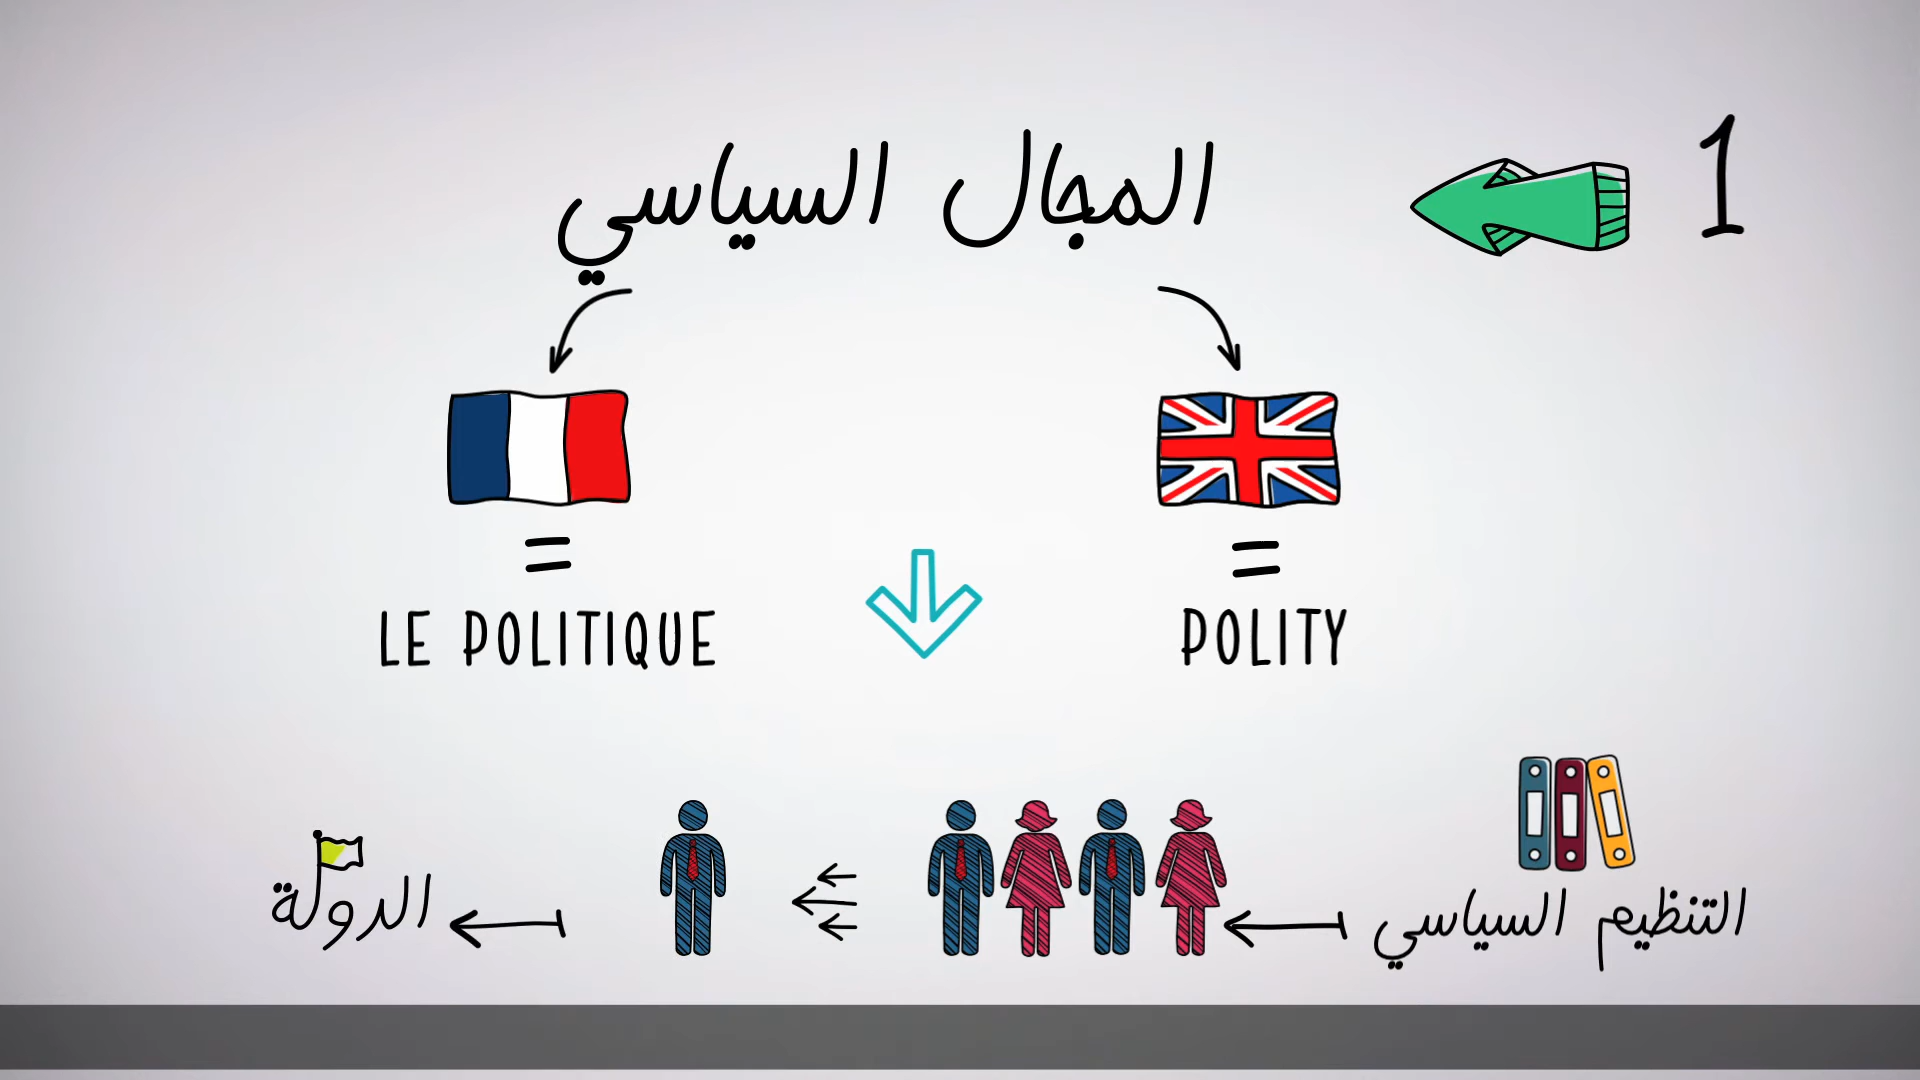 1
المجال السياسي
=
=
POLITY
LE POLITIQUE
التنظيم السياسي
الدولة